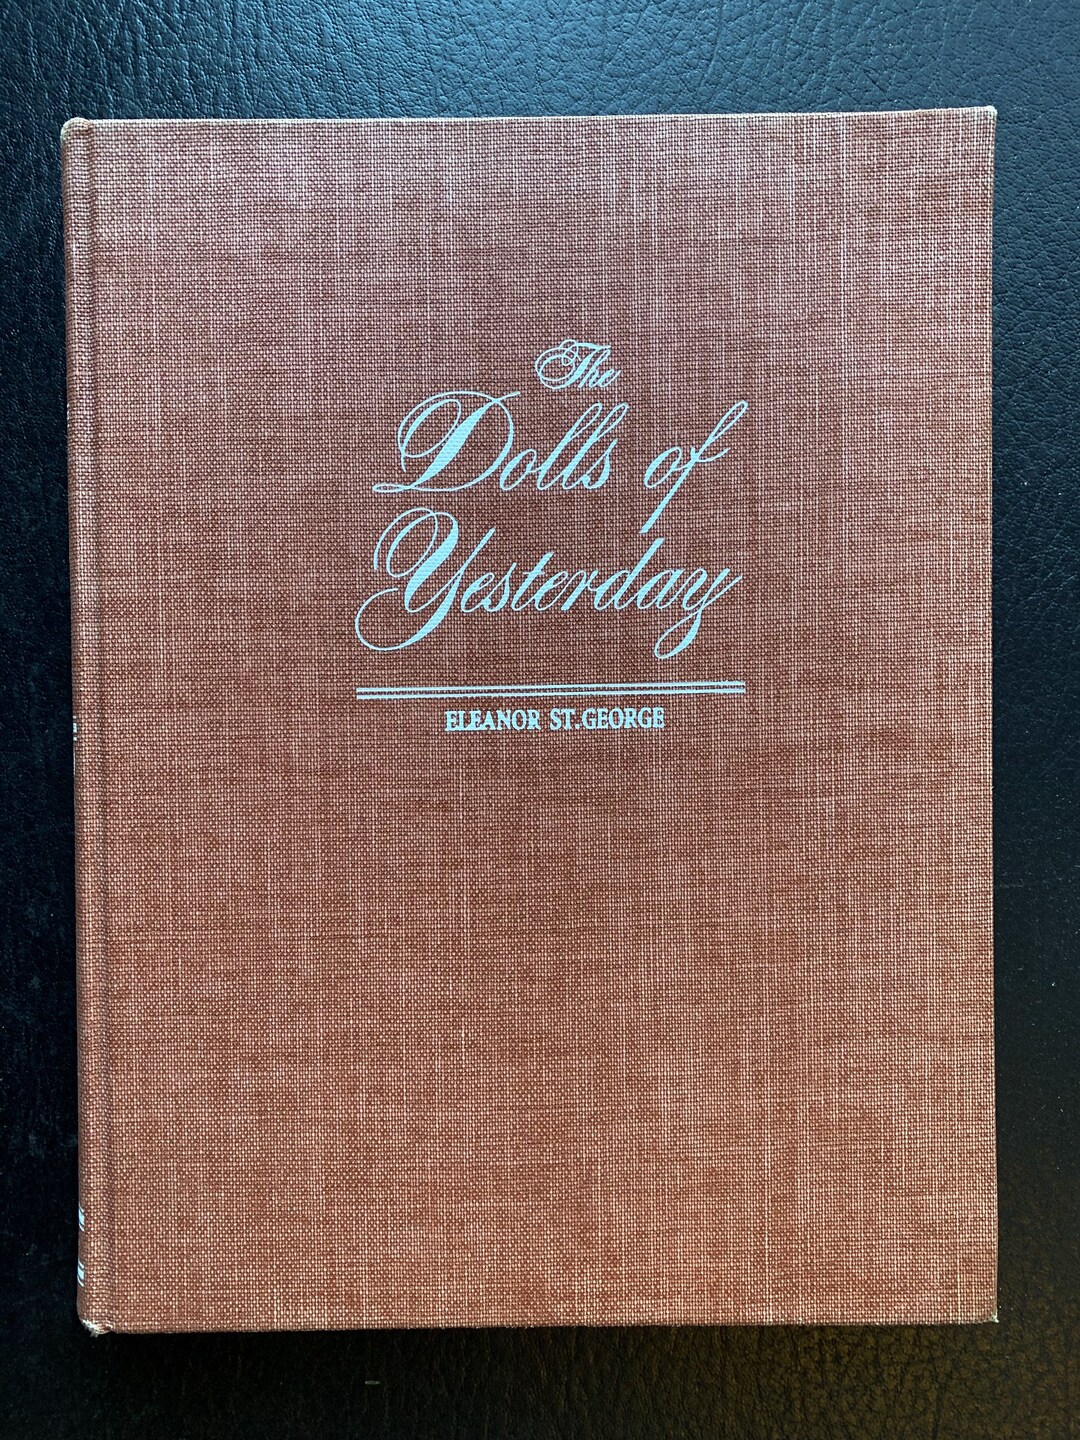 The
Dolls of
Yesterday
ELEANOR ST.GEORGE